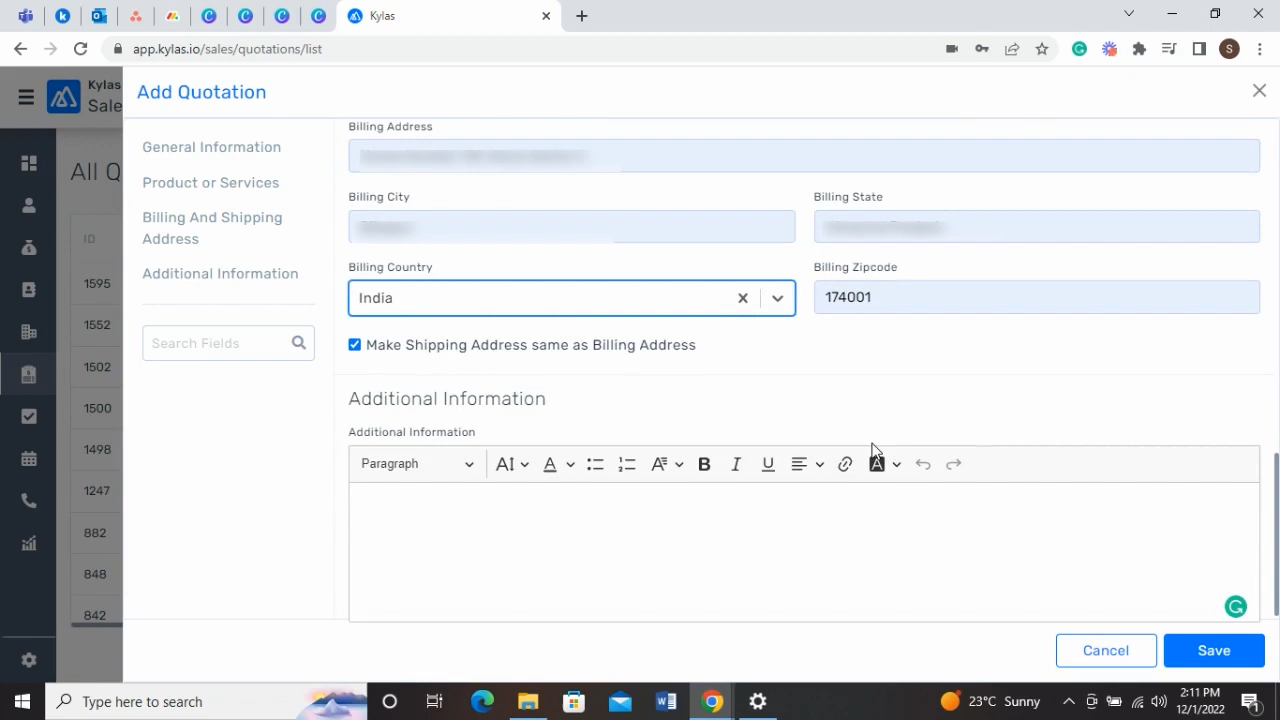 Kylas
app.kylas.io/sales/quotations/list
S
Kylas
Sale
Add Quotation
All Q
ID
1595
1552
1502
1500
1498
1247
882
848
842
General Information
Product or Services
Billing And Shipping
Address
Additional Information
Search Fields
Billing Address
Billing City
Billing State
Billing Country
Billing Zipcode
India
174001
Make Shipping Address same as Billing Address
Additional Information
Additional Information
Paragraph
Cancel
Save
Type here to search
23°C Sunny
2:11 PM
12/1/2022
1